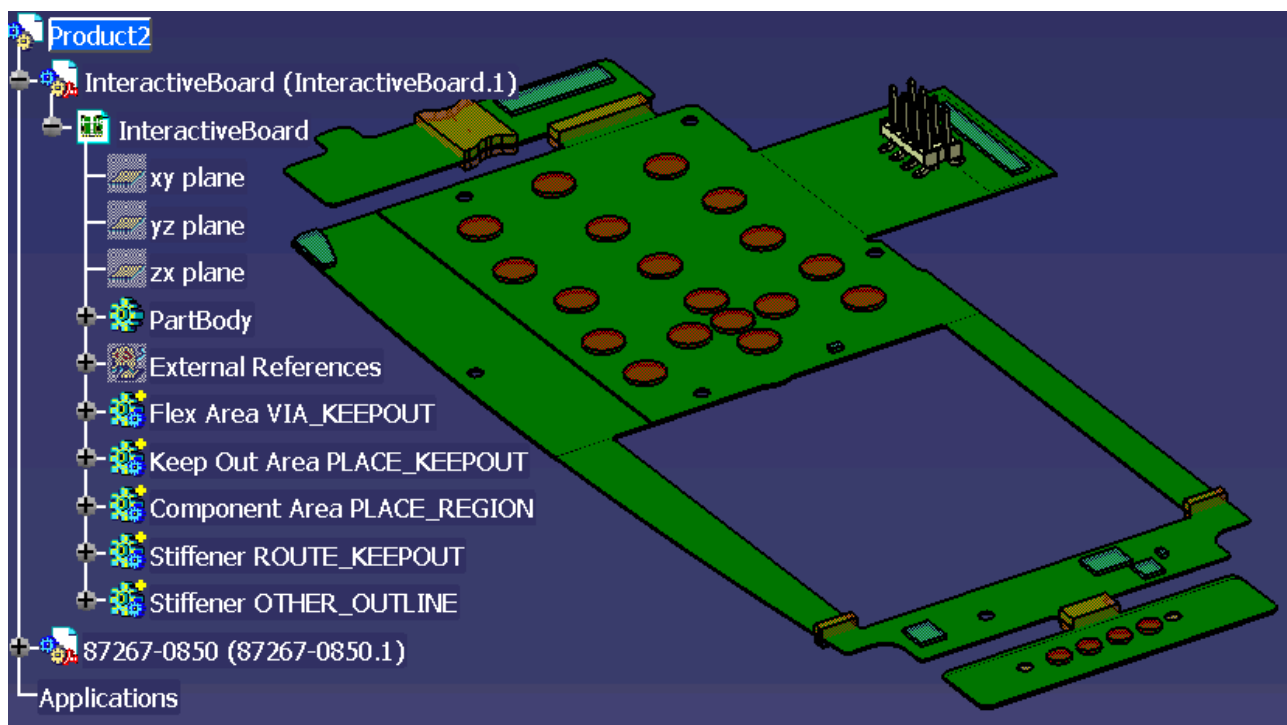 Product2
InteractiveBoard (InteractiveBoard.1)
InteractiveBoard
xy plane
yz plane
zx plane
PartBody
External References
Flex Area VIA_KEEPOUT
Keep Out Area PLACE_KEEPOUT
Component Area PLACE_REGION
Stiffener ROUTE_KEEPOUT
Stiffener OTHER_OUTLINE
87267-0850 (87267-0850.1)
Applications